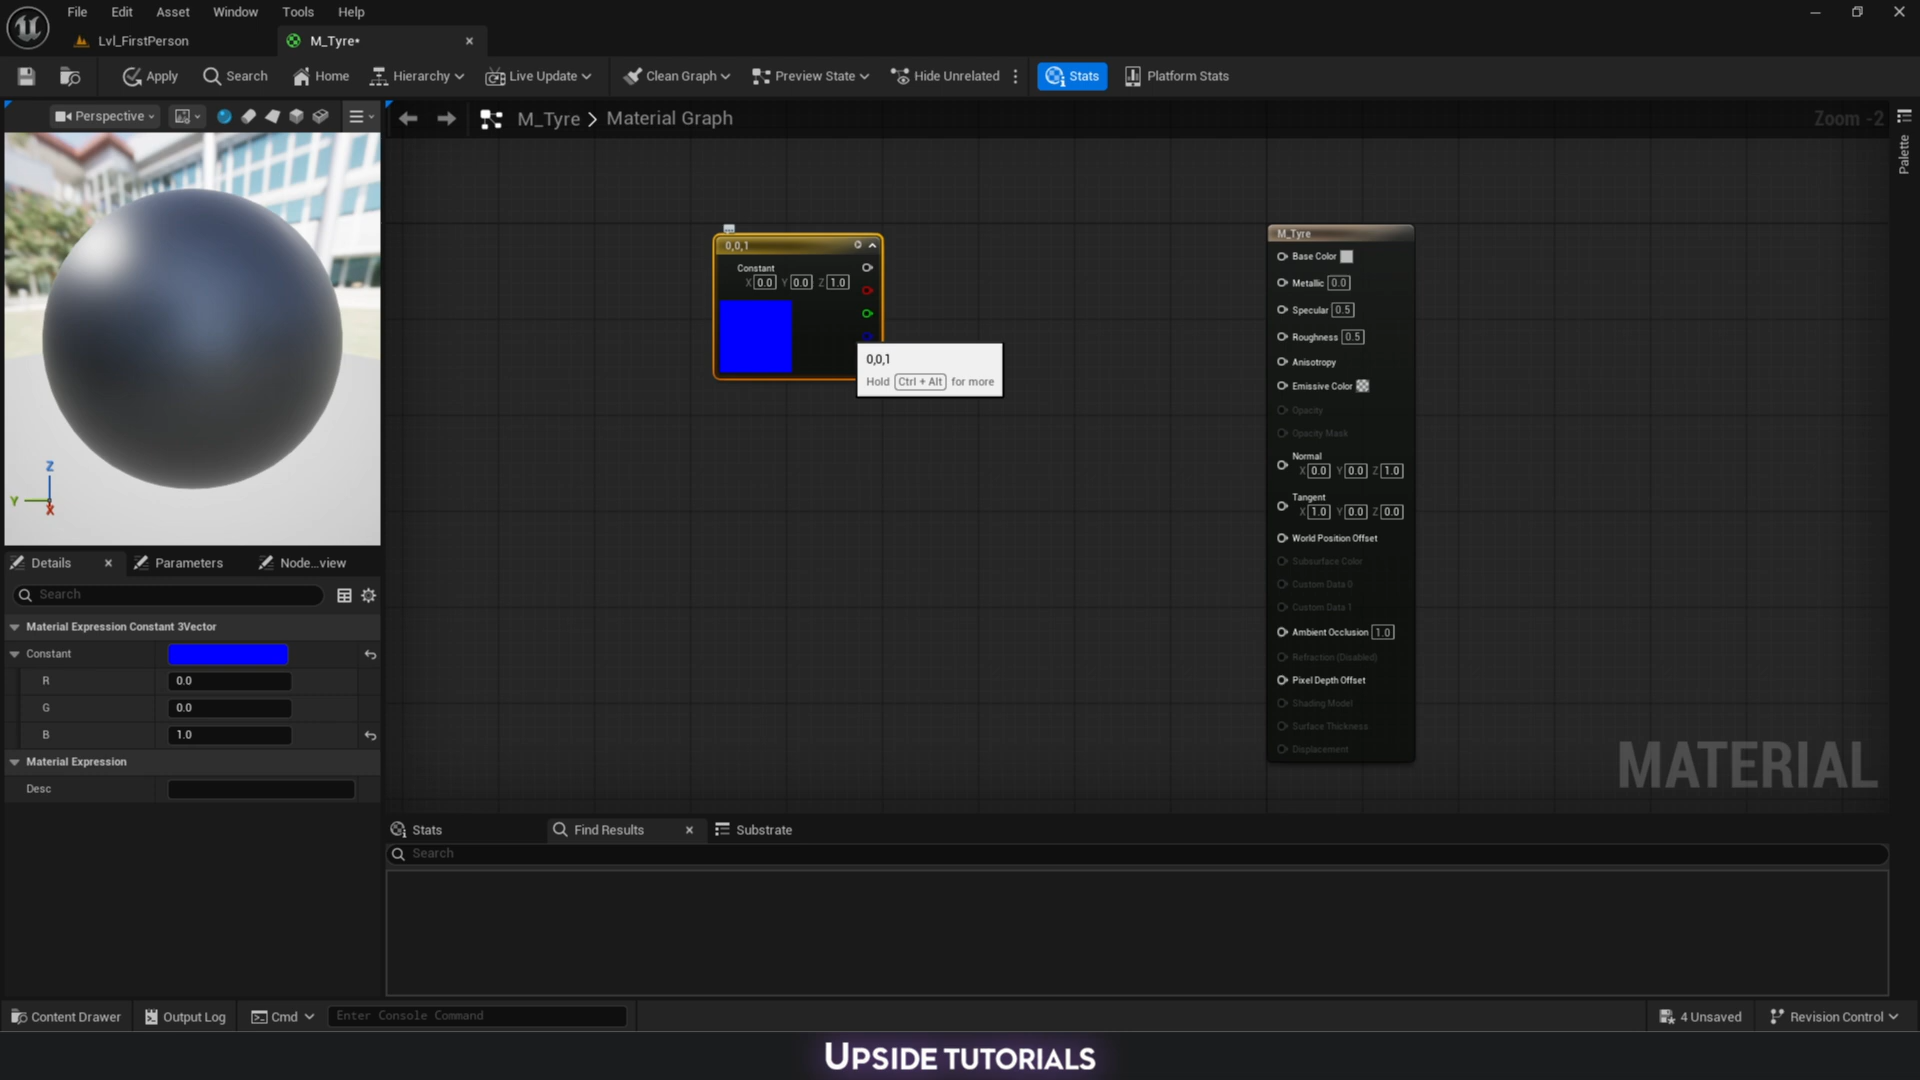 File Edit Asset Window Tools Help
Lvl_FirstPerson
M_Tyre•
Apply Search Home Hierarchy Live Update Clean Graph Preview State Hide Unrelated Stats Platform Stats
Perspective
M_Tyre > Material Graph
Zoom -2
Palette
0,0,1
Constant
X 0.0 Y 0.0 Z 1.0
0,0,1
Hold Ctrl + Alt for more
M_Tyre
Base Color
Metallic 0.0
Specular 0.5
Roughness 0.5
Anisotropy
Emissive Color
Opacity
Opacity Mask
Normal
X 0.0 Y 0.0 Z 1.0
Tangent
X 1.0 Y 0.0 Z 0.0
World Position Offset
Subsurface Color
Custom Data 0
Custom Data 1
Ambient Occlusion 1.0
Refraction (Disabled)
Pixel Depth Offset
Shading Model
Surface Thickness
Displacement
MATERIAL
Z
Y
X
Details Parameters Node...view
Search
Material Expression Constant 3Vector
Constant
R 0.0
G 0.0
B 1.0
Material Expression
Desc
Stats Find Results Substrate
Search
Content Drawer Output Log Cmd Enter Console Command 4 Unsaved Revision Control
UPSIDE TUTORIALS